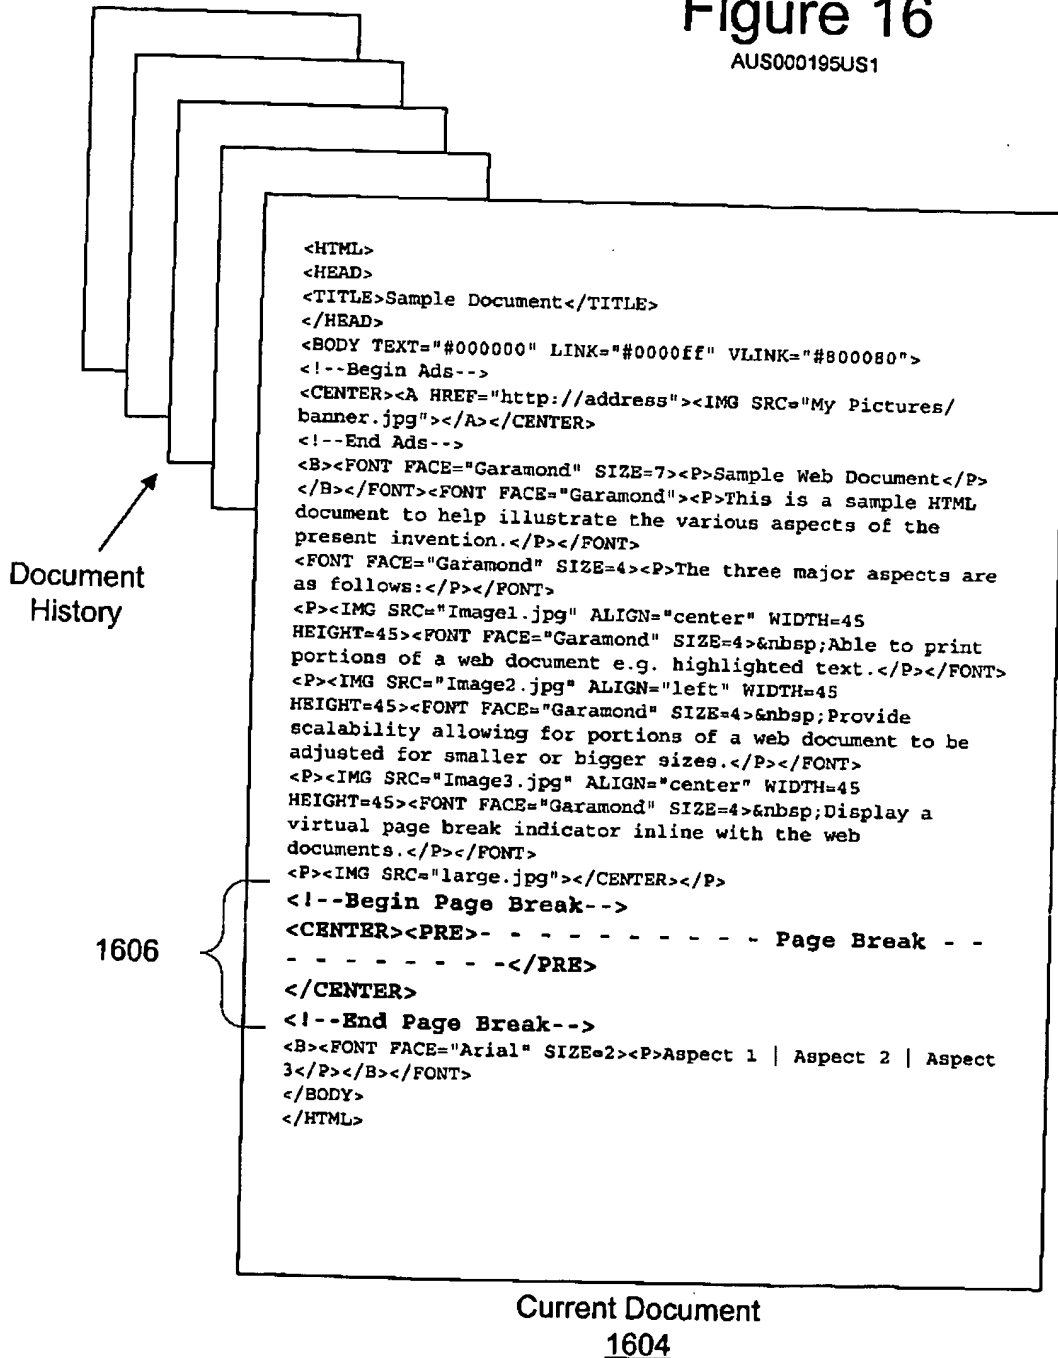 Figure 16
AUS000195US1
<HTML>
<HEAD>
<TITLE>Sample Document</TITLE>
</HEAD>
<BODY TEXT="#000000" LINK="#0000ff" VLINK="#800080">
<!--Begin Ads-->
<CENTER><A HREF="http://address"><IMG SRC="My Pictures/
banner.jpg"></A></CENTER>
<!--End Ads-->
<B><FONT FACE="Garamond" SIZE=7><P>Sample Web Document</P>
</B></FONT><FONT FACE="Garamond"><P>This is a sample HTML
document to help illustrate the various aspects of the
present invention.</P></FONT>
<FONT FACE="Garamond" SIZE=4><P>The three major aspects are
as follows:</P></FONT>
<P><IMG SRC="Image1.jpg" ALIGN="center" WIDTH=45
HEIGHT=45><FONT FACE="Garamond" SIZE=4>&nbsp;Able to print
portions of a web document e.g. highlighted text.</P></FONT>
<P><IMG SRC="Image2.jpg" ALIGN="left" WIDTH=45
HEIGHT=45><FONT FACE="Garamond" SIZE=4>&nbsp;Provide
scalability allowing for portions of a web document to be
adjusted for smaller or bigger sizes.</P></FONT>
<P><IMG SRC="Image3.jpg" ALIGN="center" WIDTH=45
HEIGHT=45><FONT FACE="Garamond" SIZE=4>&nbsp;Display a
virtual page break indicator inline with the web
documents.</P></FONT>
<P><IMG SRC="large.jpg"></CENTER></P>
<!--Begin Page Break-->
<CENTER><PRE>- - - - - - - - - - - Page Break - -
- - - - - - - -</PRE>
</CENTER>
<!--End Page Break-->
<B><FONT FACE="Arial" SIZE=2><P>Aspect 1 | Aspect 2 | Aspect
3</P></B></FONT>
</BODY>
</HTML>
Document
History
1606
Current Document
1604